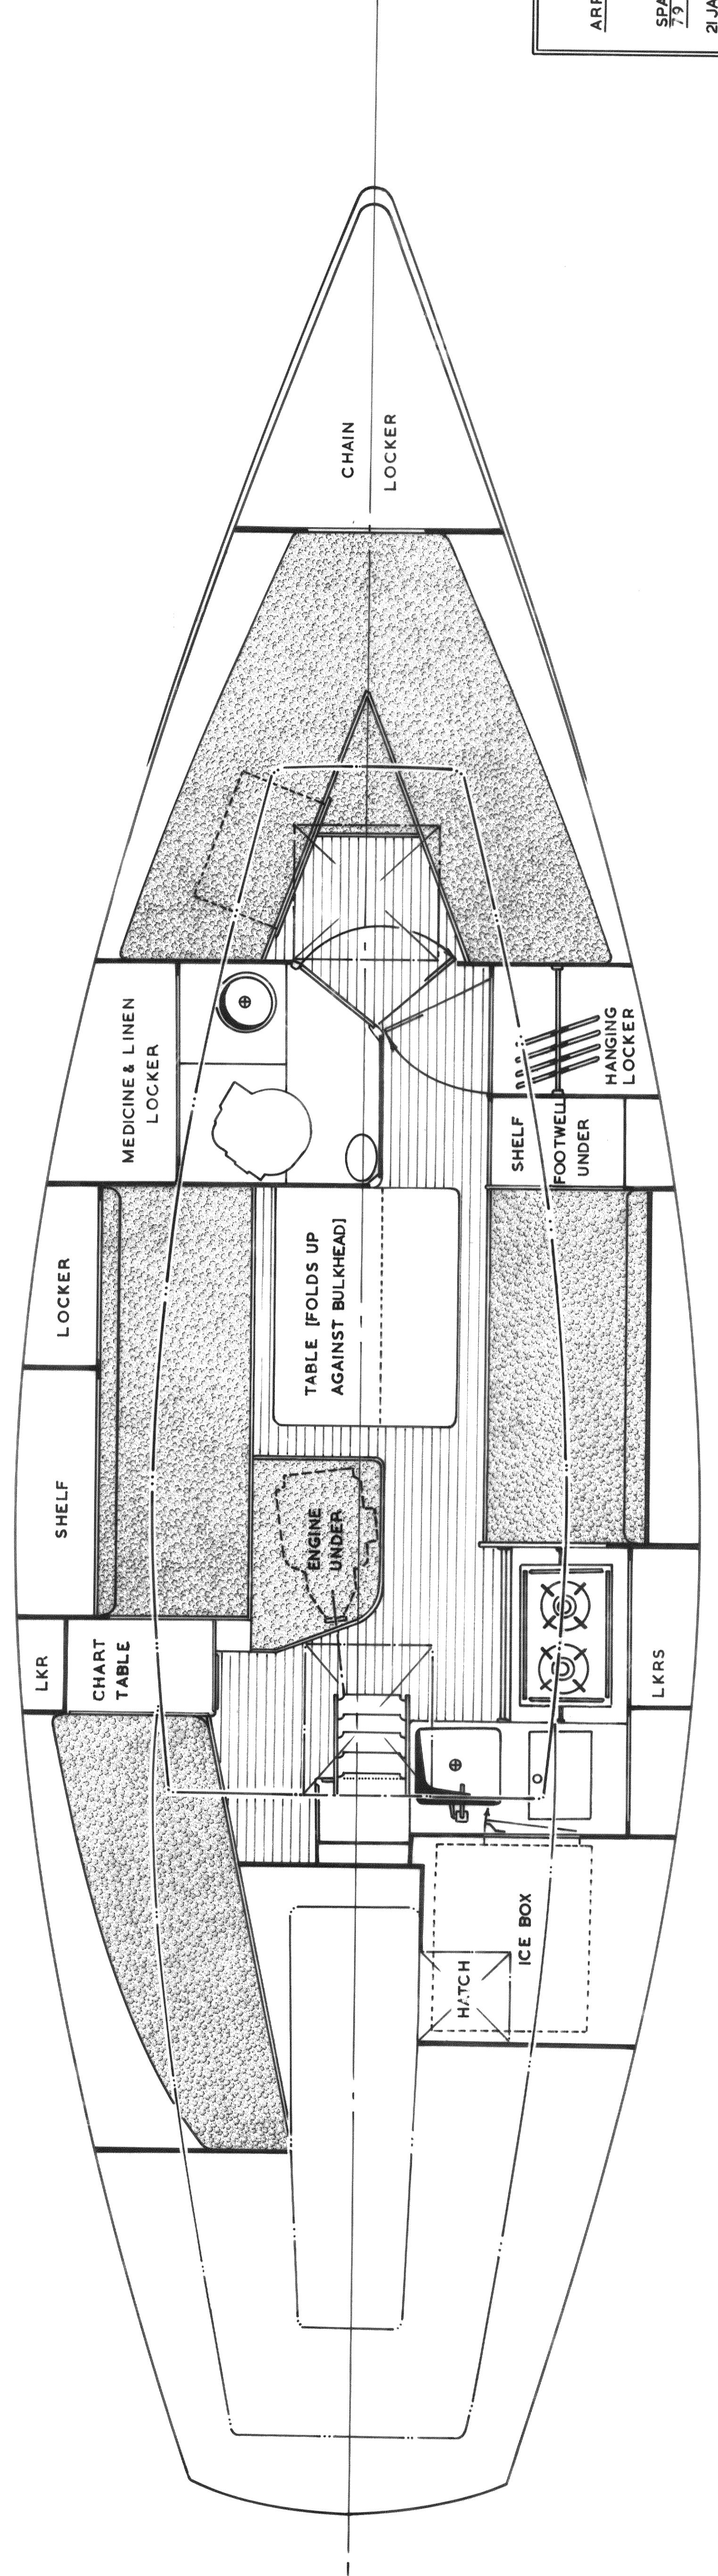 CHAIN
LOCKER
MEDICINE & LINEN
LOCKER
HANGING
LOCKER
SHELF
FOOTWELL
UNDER
LOCKER
TABLE [FOLDS UP
AGAINST BULKHEAD]
SHELF
ENGINE
UNDER
LKR
CHART
TABLE
LKRS
ICE BOX
HATCH